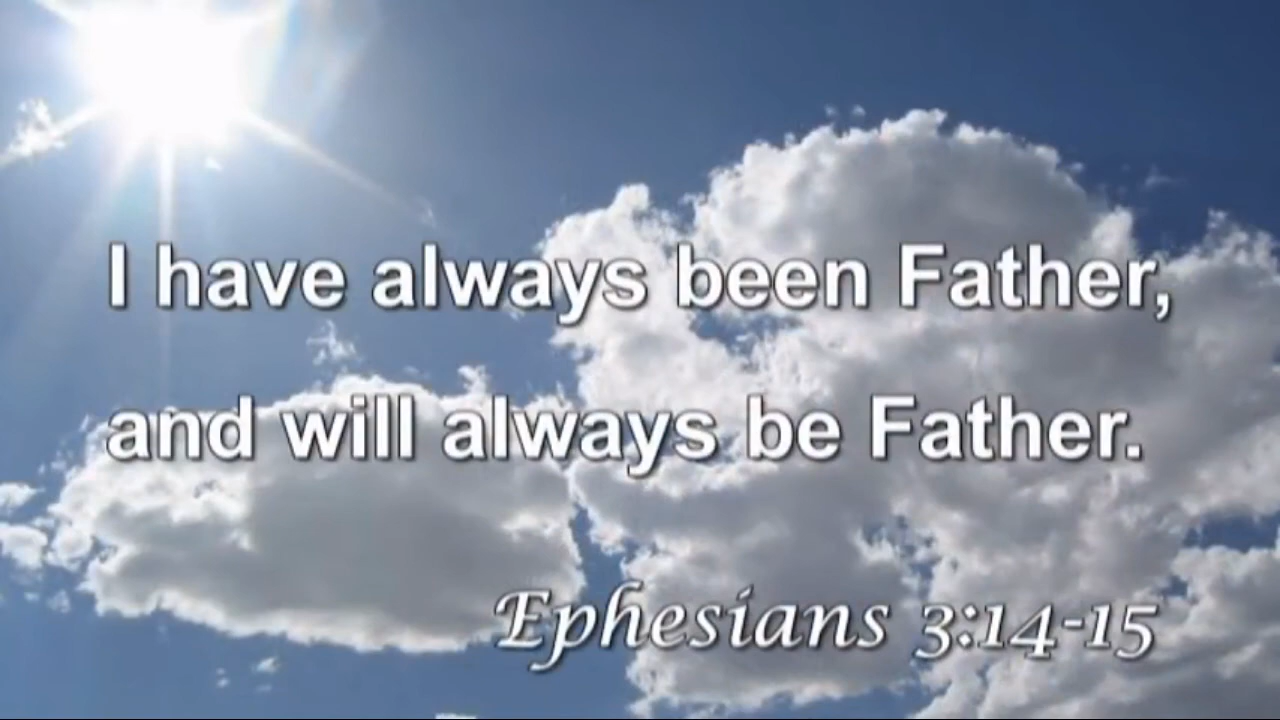 I have always been Father,
and will always be Father.
Ephesians 3:14-15